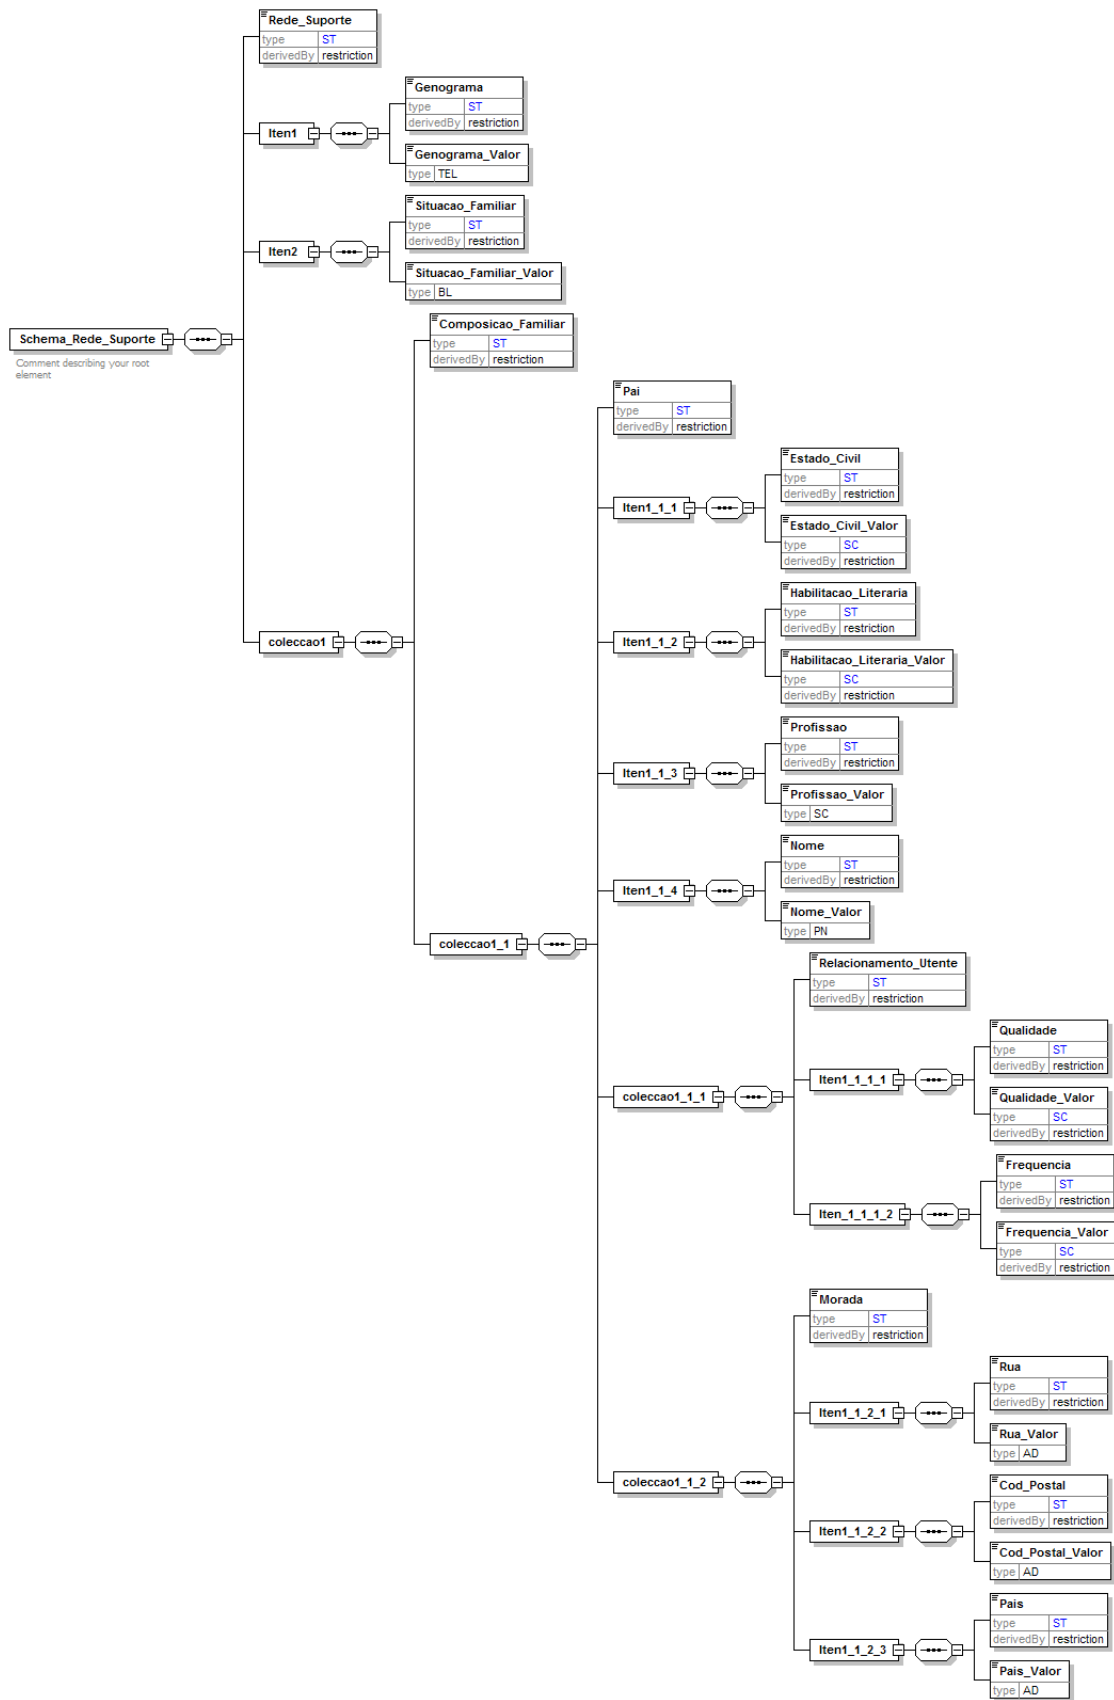 Rede_Suporte
type ST
derivedBy restriction
Genograma
type ST
derivedBy restriction
Iten1
Genograma_Valor
type TEL
Situacao_Familiar
type ST
derivedBy restriction
Iten2
Situacao_Familiar_Valor
type BL
Schema_Rede_Suporte
Comment describing your root
element
Composicao_Familiar
type ST
derivedBy restriction
Pai
type ST
derivedBy restriction
Estado_Civil
type ST
derivedBy restriction
Iten1_1_1
Estado_Civil_Valor
type SC
derivedBy restriction
Habilitacao_Literaria
type ST
derivedBy restriction
coleccao1
Iten1_1_2
Habilitacao_Literaria_Valor
type SC
derivedBy restriction
Profissao
type ST
derivedBy restriction
Iten1_1_3
Profissao_Valor
type SC
Nome
type ST
derivedBy restriction
Iten1_1_4
Nome_Valor
type PN
coleccao1_1
Relacionamento_Utente
type ST
derivedBy restriction
Qualidade
type ST
derivedBy restriction
Iten1_1_1_1
coleccao1_1_1
Qualidade_Valor
type SC
derivedBy restriction
Frequencia
type ST
derivedBy restriction
Iten_1_1_1_2
Frequencia_Valor
type SC
derivedBy restriction
Morada
type ST
derivedBy restriction
Rua
type ST
derivedBy restriction
Iten1_1_2_1
Rua_Valor
type AD
coleccao1_1_2
Cod_Postal
type ST
derivedBy restriction
Iten1_1_2_2
Cod_Postal_Valor
type AD
Pais
type ST
derivedBy restriction
Iten1_1_2_3
Pais_Valor
type AD